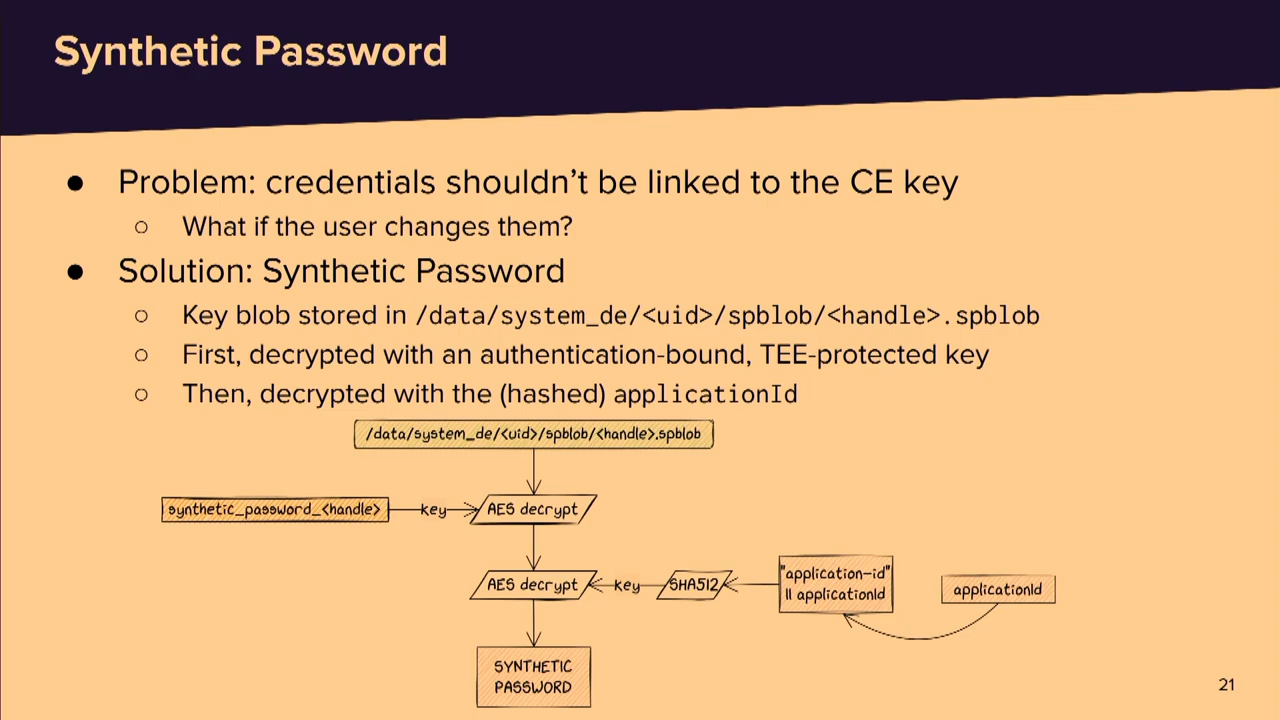 Synthetic Password
● Problem: credentials shouldn’t be linked to the CE key
○ What if the user changes them?
● Solution: Synthetic Password
○ Key blob stored in /data/system_de/<uid>/spblob/<handle>.spblob
○ First, decrypted with an authentication-bound, TEE-protected key
○ Then, decrypted with the (hashed) applicationId
/data/system_de/<uid>/spblob/<handle>.spblob
synthetic_password_<handle>
key
AES decrypt
AES decrypt
key
SHA512
"application-id"
|| applicationId
applicationId
SYNTHETIC
PASSWORD
21